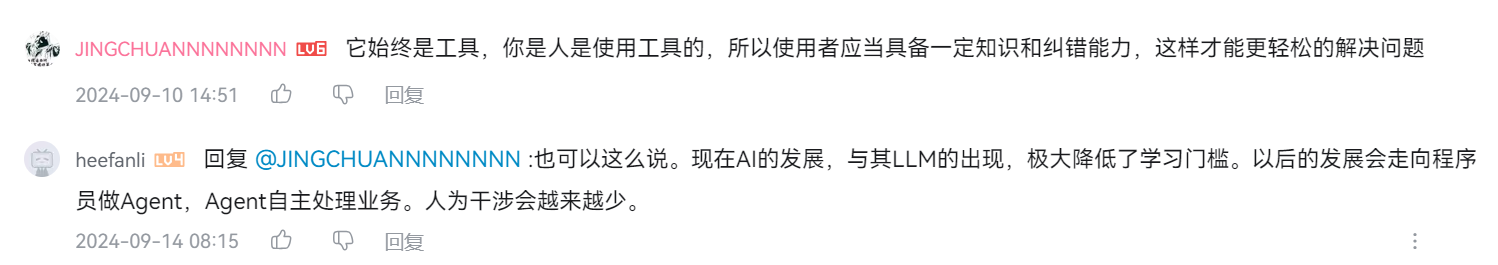 JINGCHUANNNNNNNN LV6 它始终是工具，你是人是使用工具的，所以使用者应当具备一定知识和纠错能力，这样才能更轻松的解决问题
2024-09-10 14:51 回复
heefanli LV4 回复 @JINGCHUANNNNNNNN :也可以这么说。现在AI的发展，与其LLM的出现，极大降低了学习门槛。以后的发展会走向程序
员做Agent，Agent自主处理业务。人为干涉会越来越少。
2024-09-14 08:15 回复